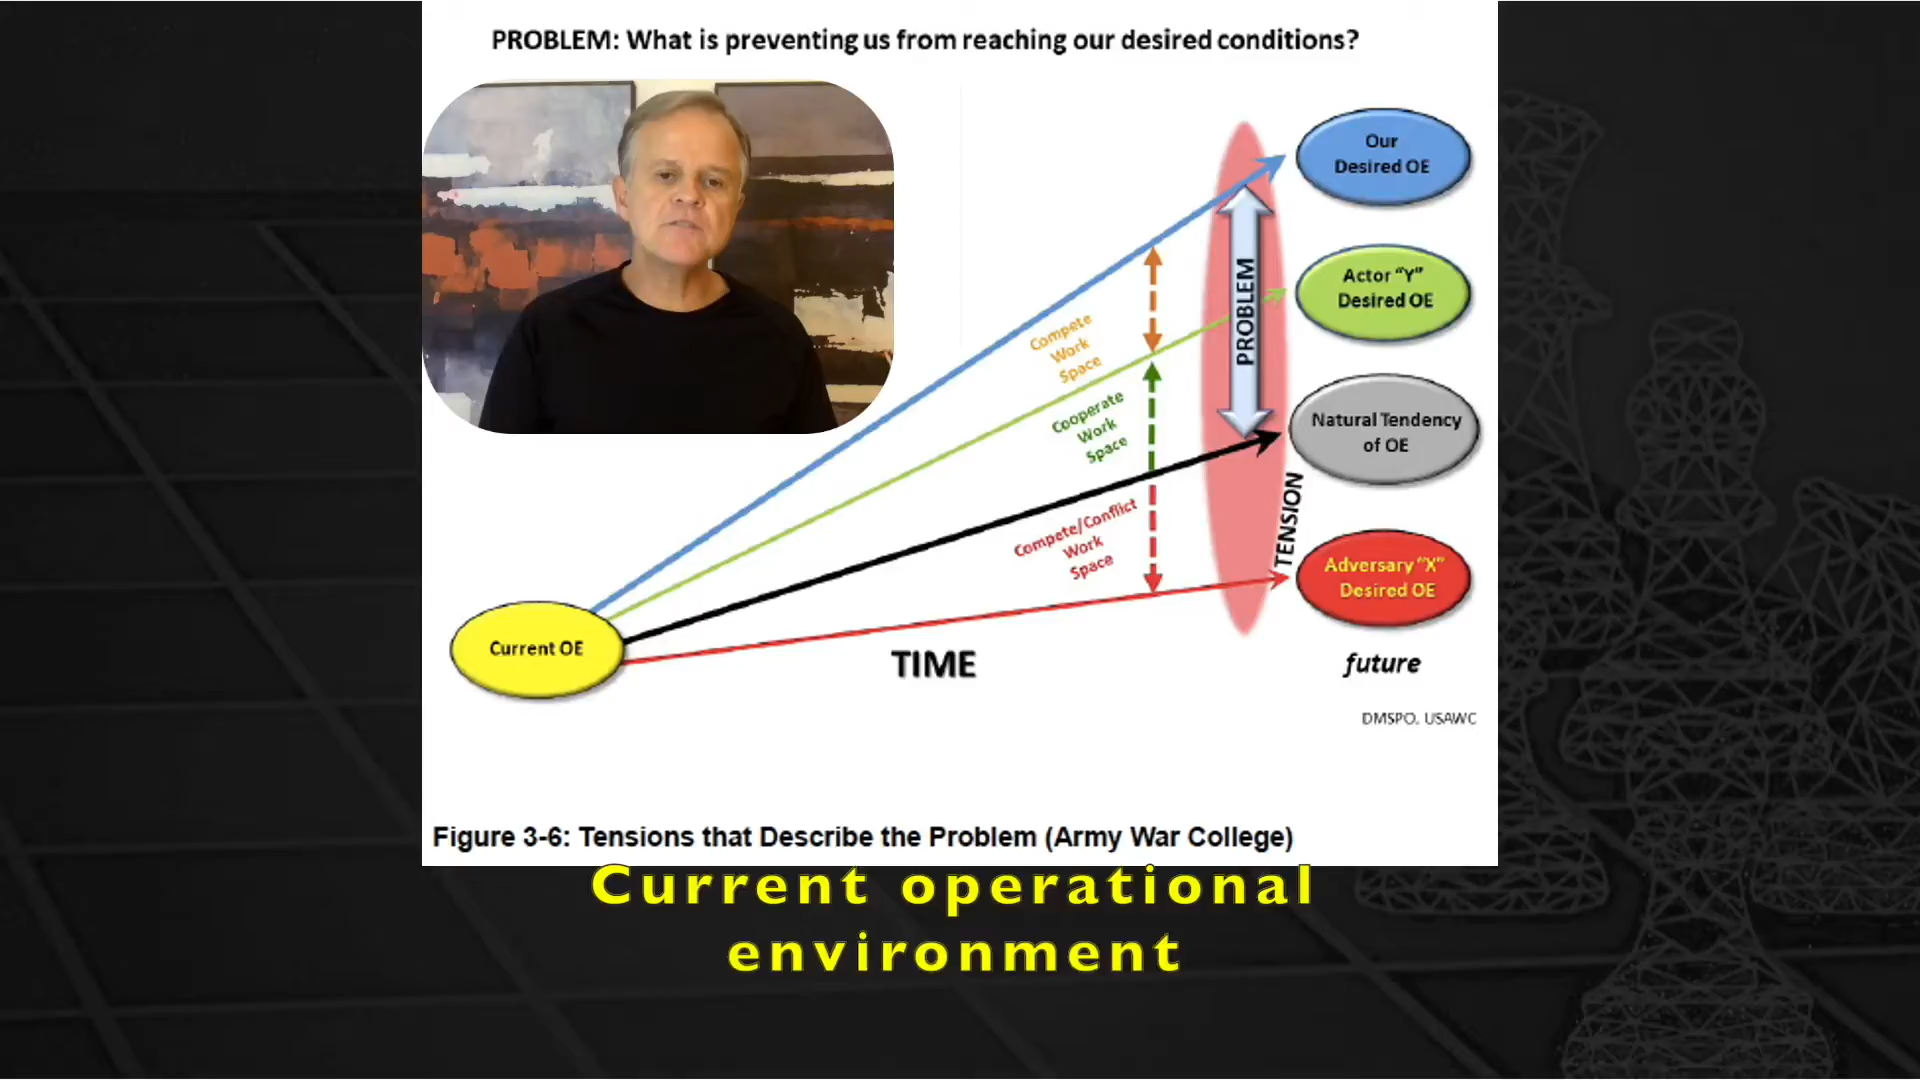 PROBLEM: What is preventing us from reaching our desired conditions?
Our
Desired OE
Actor “Y”
Desired OE
Natural Tendency
of OE
Adversary “X”
Desired OE
PROBLEM
TENSION
Compete
Work
Space
Cooperate
Work
Space
Compete/Conflict
Work
Space
Current OE
TIME
future
DMSPO, USAWC
Figure 3-6: Tensions that Describe the Problem (Army War College)
Current operational
environment